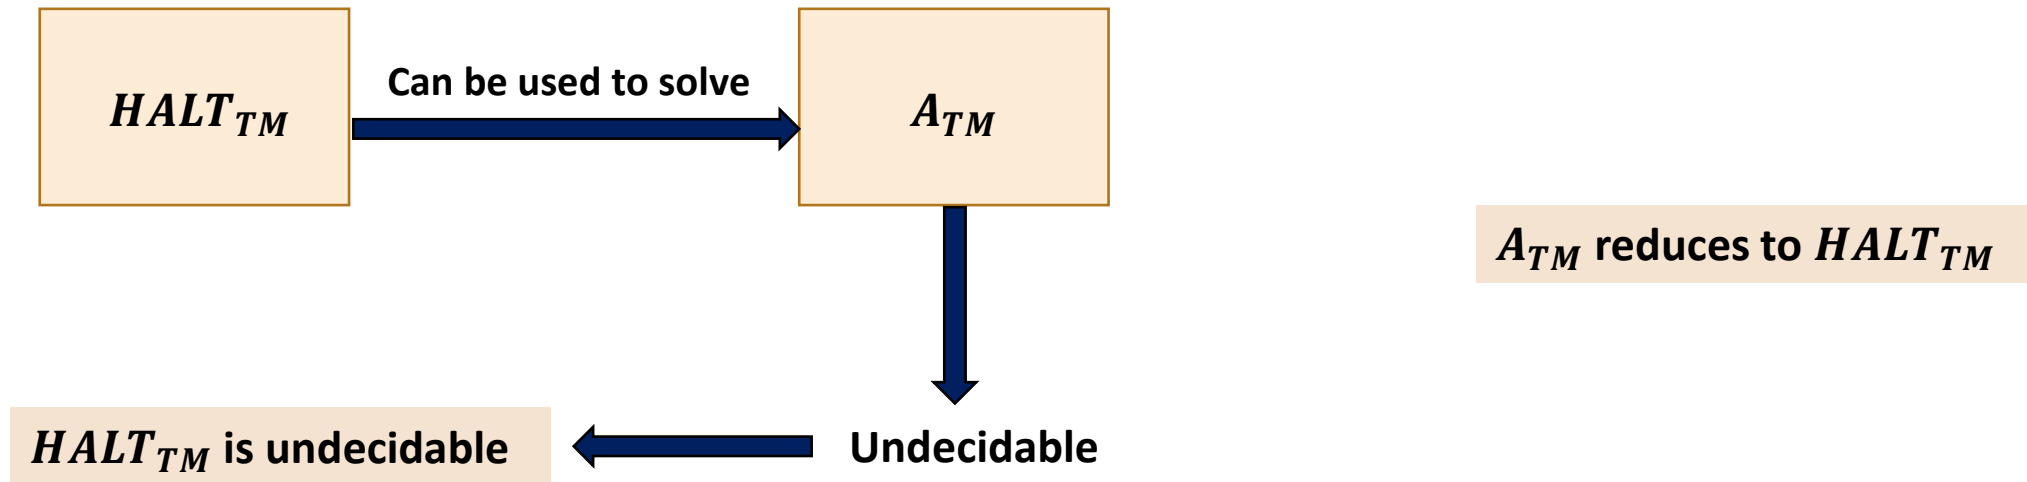 HALT_TM
Can be used to solve
A_TM
A_TM reduces to HALT_TM
HALT_TM is undecidable
Undecidable